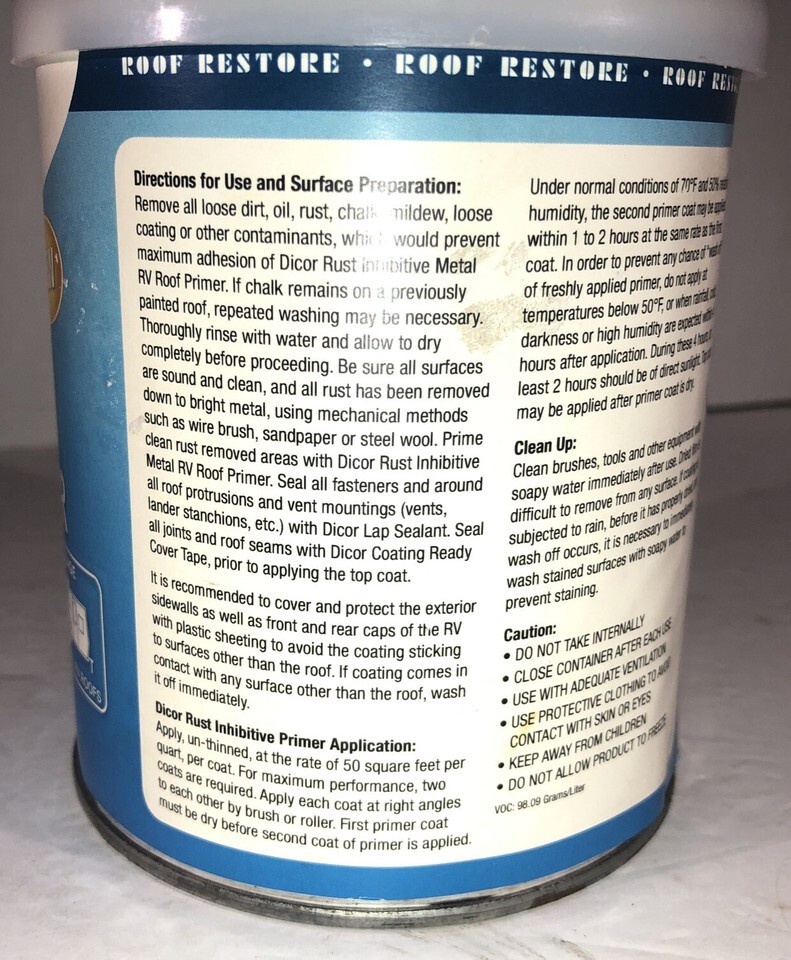 ROOF RESTORE • ROOF RESTORE • ROOF
Directions for Use and Surface Preparation:
Remove all loose dirt, oil, rust, chalk, mildew, loose
coating or other contaminants, which would prevent
maximum adhesion of Dicor Rust Inhibitive Metal
RV Roof Primer. If chalk remains on a previously
painted roof, repeated washing may be necessary.
Thoroughly rinse with water and allow to dry
completely before proceeding. Be sure all surfaces
are sound and clean, and all rust has been removed
down to bright metal, using mechanical methods
such as wire brush, sandpaper or steel wool. Prime
clean rust removed areas with Dicor Rust Inhibitive
Metal RV Roof Primer. Seal all fasteners and around
all roof protrusions and vent mountings (vents,
lander stanchions, etc.) with Dicor Lap Sealant. Seal
all joints and roof seams with Dicor Coating Ready
Cover Tape, prior to applying the top coat.
It is recommended to cover and protect the exterior
sidewalls as well as front and rear caps of the RV
with plastic sheeting to avoid the coating sticking
to surfaces other than the roof. If coating comes in
contact with any surface other than the roof, wash
it off immediately.
Dicor Rust Inhibitive Primer Application:
Apply, un-thinned, at the rate of 50 square feet per
quart, per coat. For maximum performance, two
coats are required. Apply each coat at right angles
to each other by brush or roller. First primer coat
must be dry before second coat of primer is applied.
Under normal conditions of 70°F and 50%
humidity, the second primer coat may be applied
within 1 to 2 hours at the same rate as the first
coat. In order to prevent any chance of "wash
of freshly applied primer, do not apply at
temperatures below 50°F, or when rainfall,
darkness or high humidity are expected within
hours after application. During these 4 hours, at
least 2 hours should be of direct sunlight. Top
may be applied after primer coat is dry.
Clean Up:
Clean brushes, tools and other equipment with
soapy water immediately after use. Dried
difficult to remove from any surface. If coating
subjected to rain, before it has properly dried
wash off occurs, it is necessary to immediately
wash stained surfaces with soapy water to
prevent staining.
Caution:
• DO NOT TAKE INTERNALLY
• CLOSE CONTAINER AFTER EACH USE
• USE WITH ADEQUATE VENTILATION
• USE PROTECTIVE CLOTHING TO AVOID
CONTACT WITH SKIN OR EYES
• KEEP AWAY FROM CHILDREN
• DO NOT ALLOW PRODUCT TO FREEZE
VOC: 98.09 Grams/Liter
ROOFS